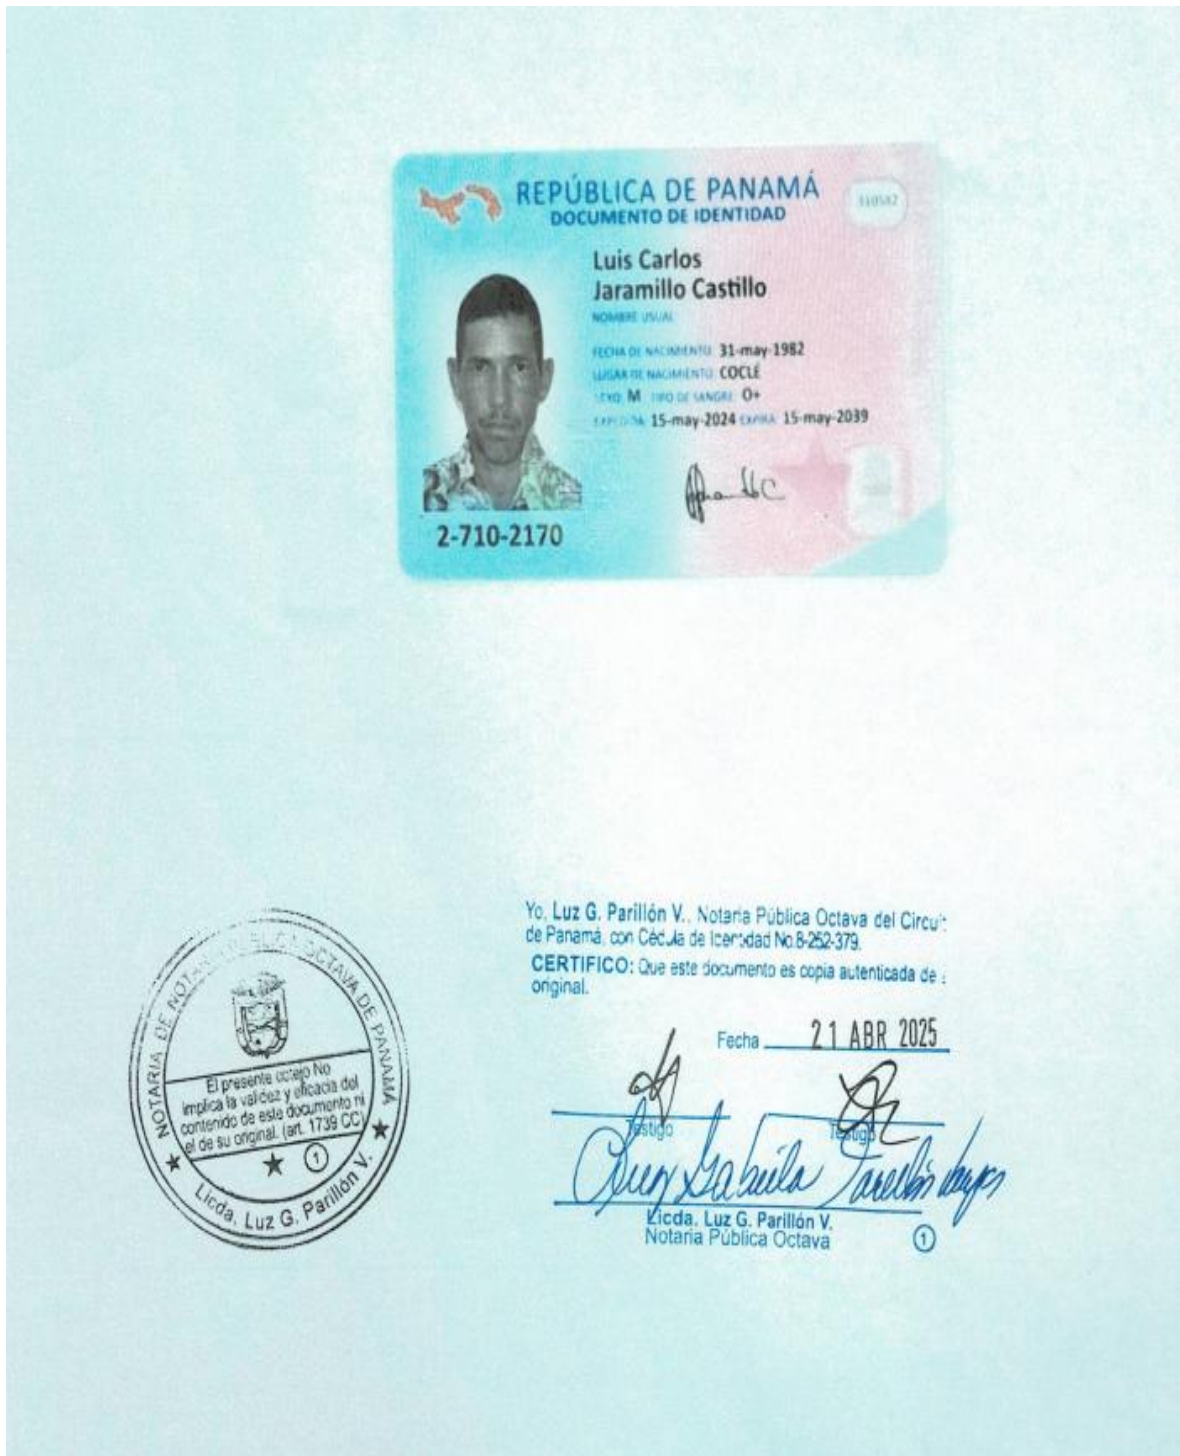 REPÚBLICA DE PANAMÁ
DOCUMENTO DE IDENTIDAD
310582
Luis Carlos
Jaramillo Castillo
NOMBRE USUAL
FECHA DE NACIMIENTO: 31-may-1982
LUGAR DE NACIMIENTO: COCLÉ
SEXO: M TIPO DE SANGRE: O+
EXPEDIDA: 15-may-2024 EXPIRA: 15-may-2039
2-710-2170
Yo, Luz G. Parillón V., Notaria Pública Octava del Circuit
de Panamá, con Cédula de Identidad No.8-252-379.
CERTIFICO: Que este documento es copia autenticada de
original.
Fecha 21 ABR 2025
Testigo Testigo
Licda. Luz G. Parillón V.
Notaria Pública Octava
1
NOTARIA OCTAVA DE PANAMÁ
El presente cotejo No
implica la validez y eficacia del
contenido de este documento ni
el de su original. (art. 1739 CC)
1
Licda. Luz G. Parillón V.